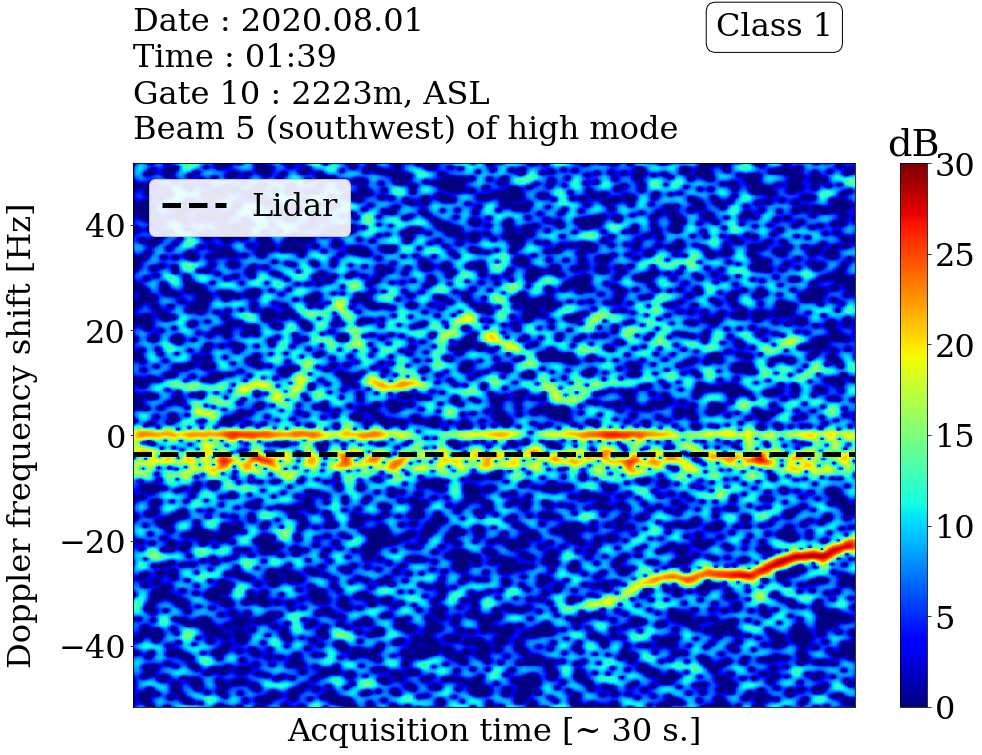 Date : 2020.08.01
Time : 01:39
Gate 10 : 2223m, ASL
Beam 5 (southwest) of high mode
Class 1
dB
Lidar
Doppler frequency shift [Hz]
40
20
0
−20
−40
30
25
20
15
10
5
0
Acquisition time [~ 30 s.]